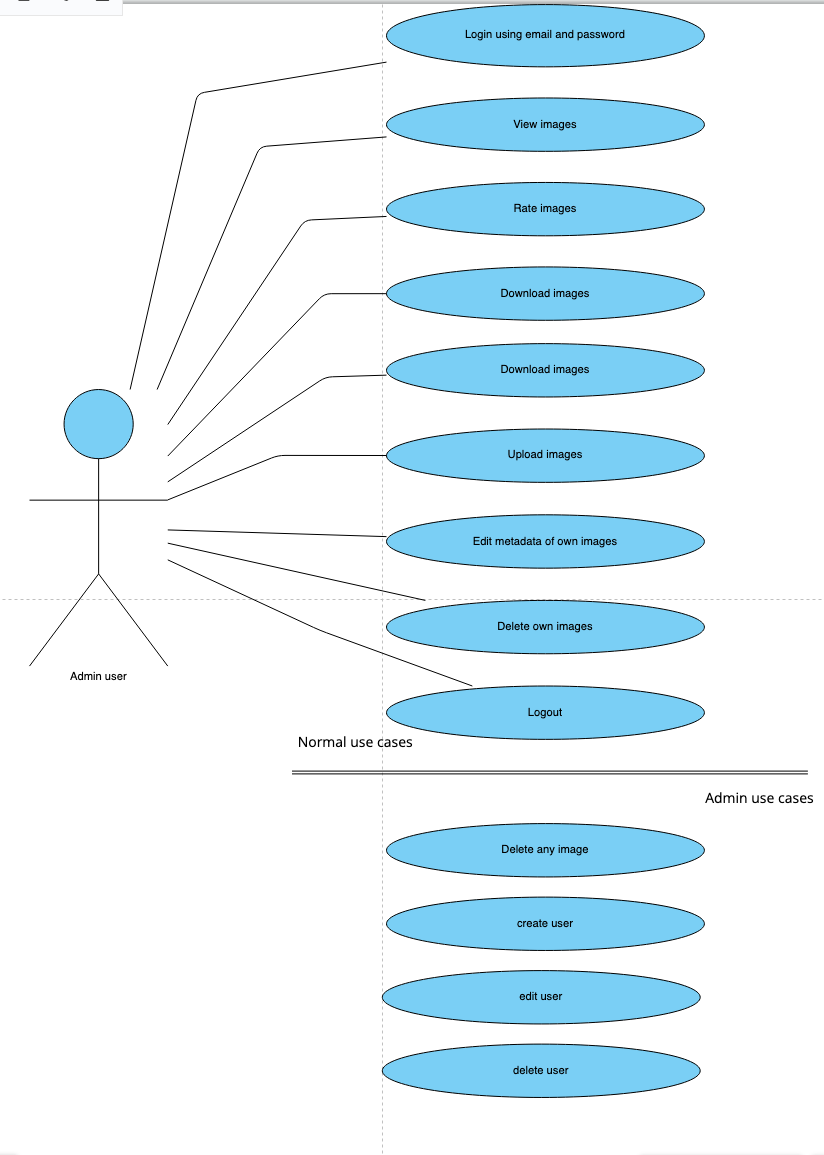 Login using email and password
View images
Rate images
Download images
Download images
Upload images
Edit metadata of own images
Delete own images
Admin user
Logout
Normal use cases
Admin use cases
Delete any image
create user
edit user
delete user